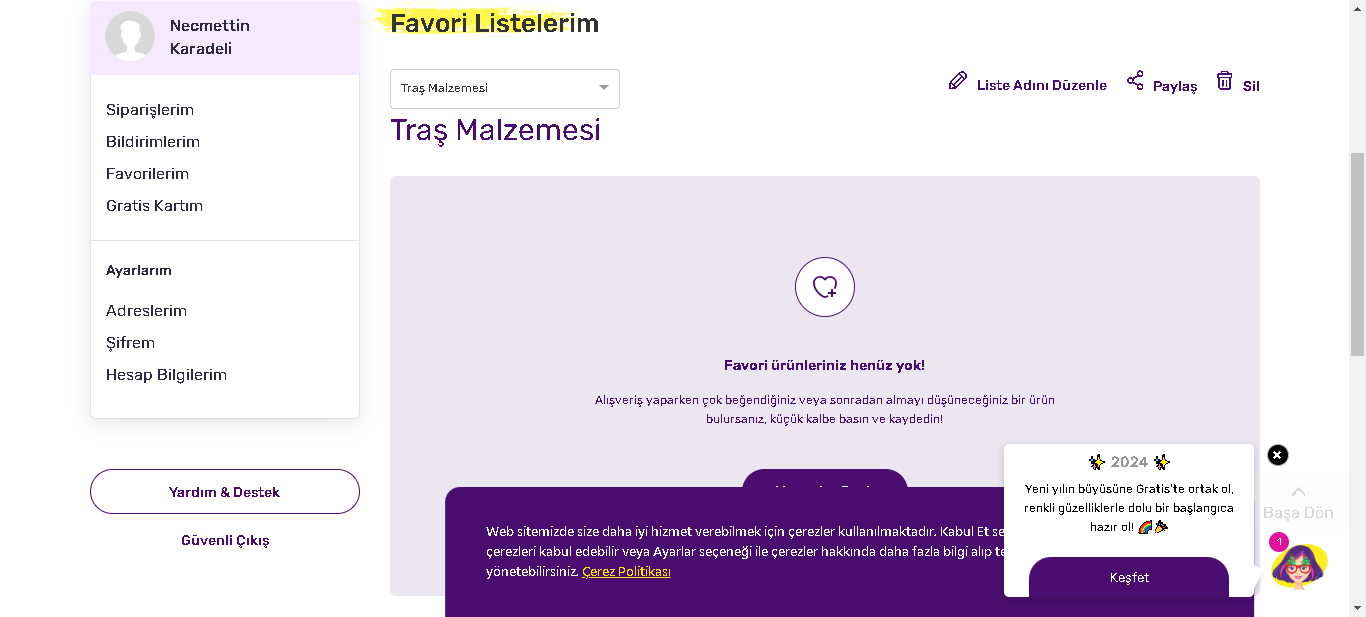 Necmettin
Karadeli
Siparişlerim
Bildirimlerim
Favorilerim
Gratis Kartım
Ayarlarım
Adreslerim
Şifrem
Hesap Bilgilerim
Yardım & Destek
Güvenli Çıkış
Favori Listelerim
Traş Malzemesi
Liste Adını Düzenle
Paylaş
Sil
Traş Malzemesi
Favori ürünleriniz henüz yok!
Alışveriş yaparken çok beğendiğiniz veya sonradan almayı düşüneceğiniz bir ürün
bulursanız, küçük kalbe basın ve kaydedin!
Web sitemizde size daha iyi hizmet verebilmek için çerezler kullanılmaktadır. Kabul Et se
çerezleri kabul edebilir veya Ayarlar seçeneği ile çerezler hakkında daha fazla bilgi alıp te
yönetebilirsiniz. Çerez Politikası
✨ 2024 ✨
Yeni yılın büyüsüne Gratis'te ortak ol,
renkli güzelliklerle dolu bir başlangıca
hazır ol! 🌈🎉
Keşfet
Başa Dön
1